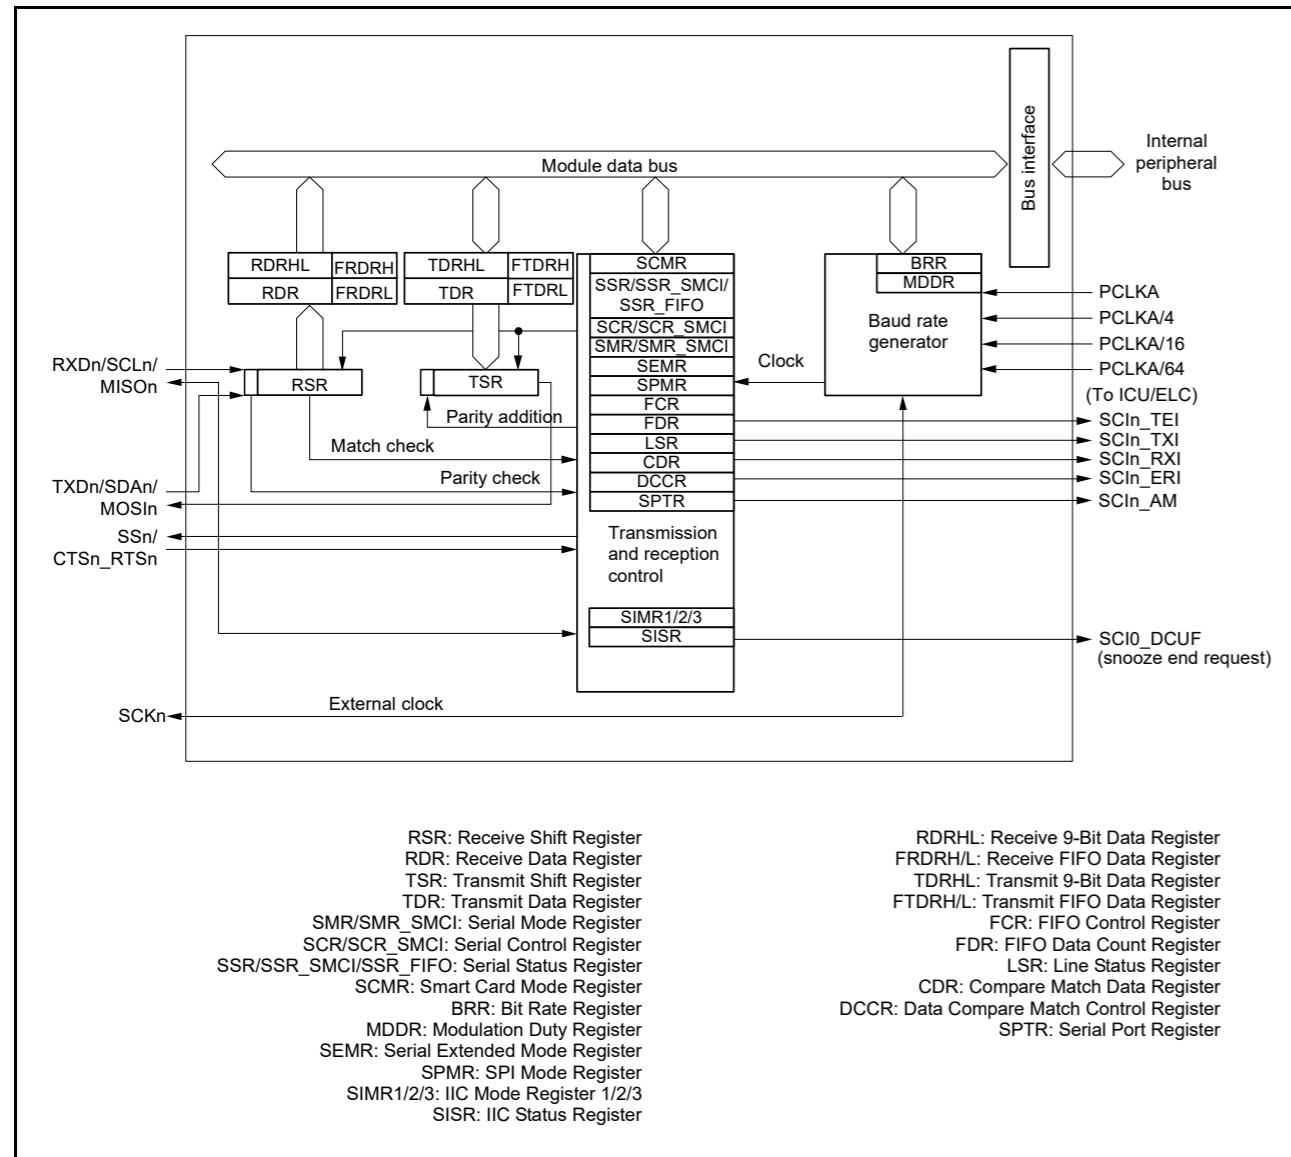 Module data bus
Bus interface
Internal
peripheral
bus
RDRHL
FRDRH
RDR
FRDRL
TDRHL
FTDRH
TDR
FTDRL
SCMR
SSR/SSR_SMCI/
SSR_FIFO
SCR/SCR_SMCI
SMR/SMR_SMCI
SEMR
SPMR
FCR
FDR
LSR
CDR
DCCR
SPTR
Transmission
and reception
control
SIMR1/2/3
SISR
BRR
MDDR
Baud rate
generator
Clock
PCLKA
PCLKA/4
PCLKA/16
PCLKA/64
(To ICU/ELC)
SCIn_TEI
SCIn_TXI
SCIn_RXI
SCIn_ERI
SCIn_AM
SCI0_DCUF
(snooze end request)
RXDn/SCLn/
MISOn
RSR
TSR
Parity addition
Match check
Parity check
TXDn/SDAn/
MOSIn
SSn/
CTSn_RTSn
SCKn
External clock
RSR: Receive Shift Register
RDR: Receive Data Register
TSR: Transmit Shift Register
TDR: Transmit Data Register
SMR/SMR_SMCI: Serial Mode Register
SCR/SCR_SMCI: Serial Control Register
SSR/SSR_SMCI/SSR_FIFO: Serial Status Register
SCMR: Smart Card Mode Register
BRR: Bit Rate Register
MDDR: Modulation Duty Register
SEMR: Serial Extended Mode Register
SPMR: SPI Mode Register
SIMR1/2/3: IIC Mode Register 1/2/3
SISR: IIC Status Register
RDRHL: Receive 9-Bit Data Register
FRDRH/L: Receive FIFO Data Register
TDRHL: Transmit 9-Bit Data Register
FTDRH/L: Transmit FIFO Data Register
FCR: FIFO Control Register
FDR: FIFO Data Count Register
LSR: Line Status Register
CDR: Compare Match Data Register
DCCR: Data Compare Match Control Register
SPTR: Serial Port Register